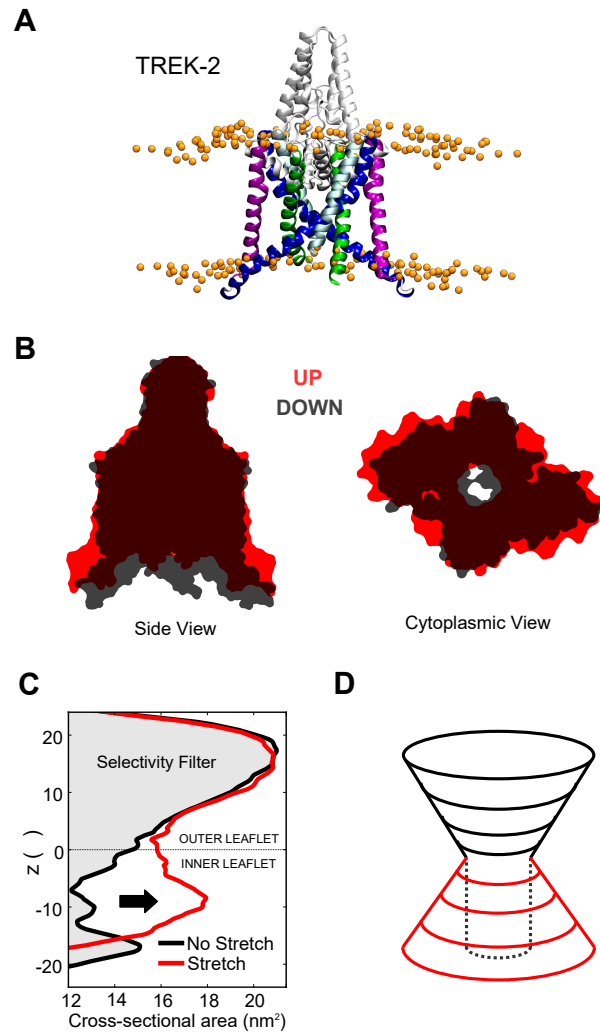 A
TREK-2
B
UP
DOWN
Side View
Cytoplasmic View
C
D
20
10
0
-10
-20
z ( )
Selectivity Filter
OUTER LEAFLET
INNER LEAFLET
No Stretch
Stretch
12 14 16 18 20
Cross-sectional area (nm²)